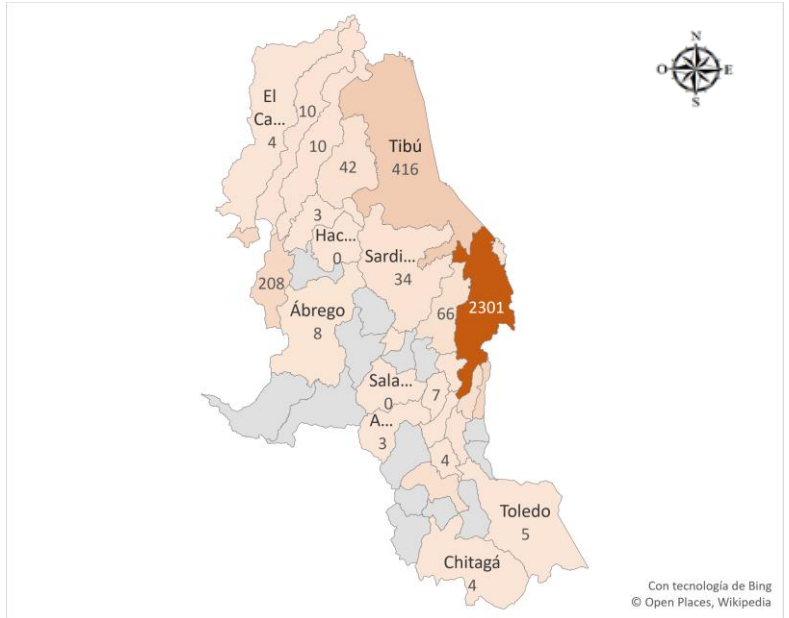 N
O E
S
El
Ca...
4
10
10
42
Tibú
416
3
Hac...
0
Sardi...
34
208
Ábrego
8
66
2301
Sala...
0
7
A...
3
4
Toledo
5
Chitagá
4
Con tecnología de Bing
© Open Places, Wikipedia